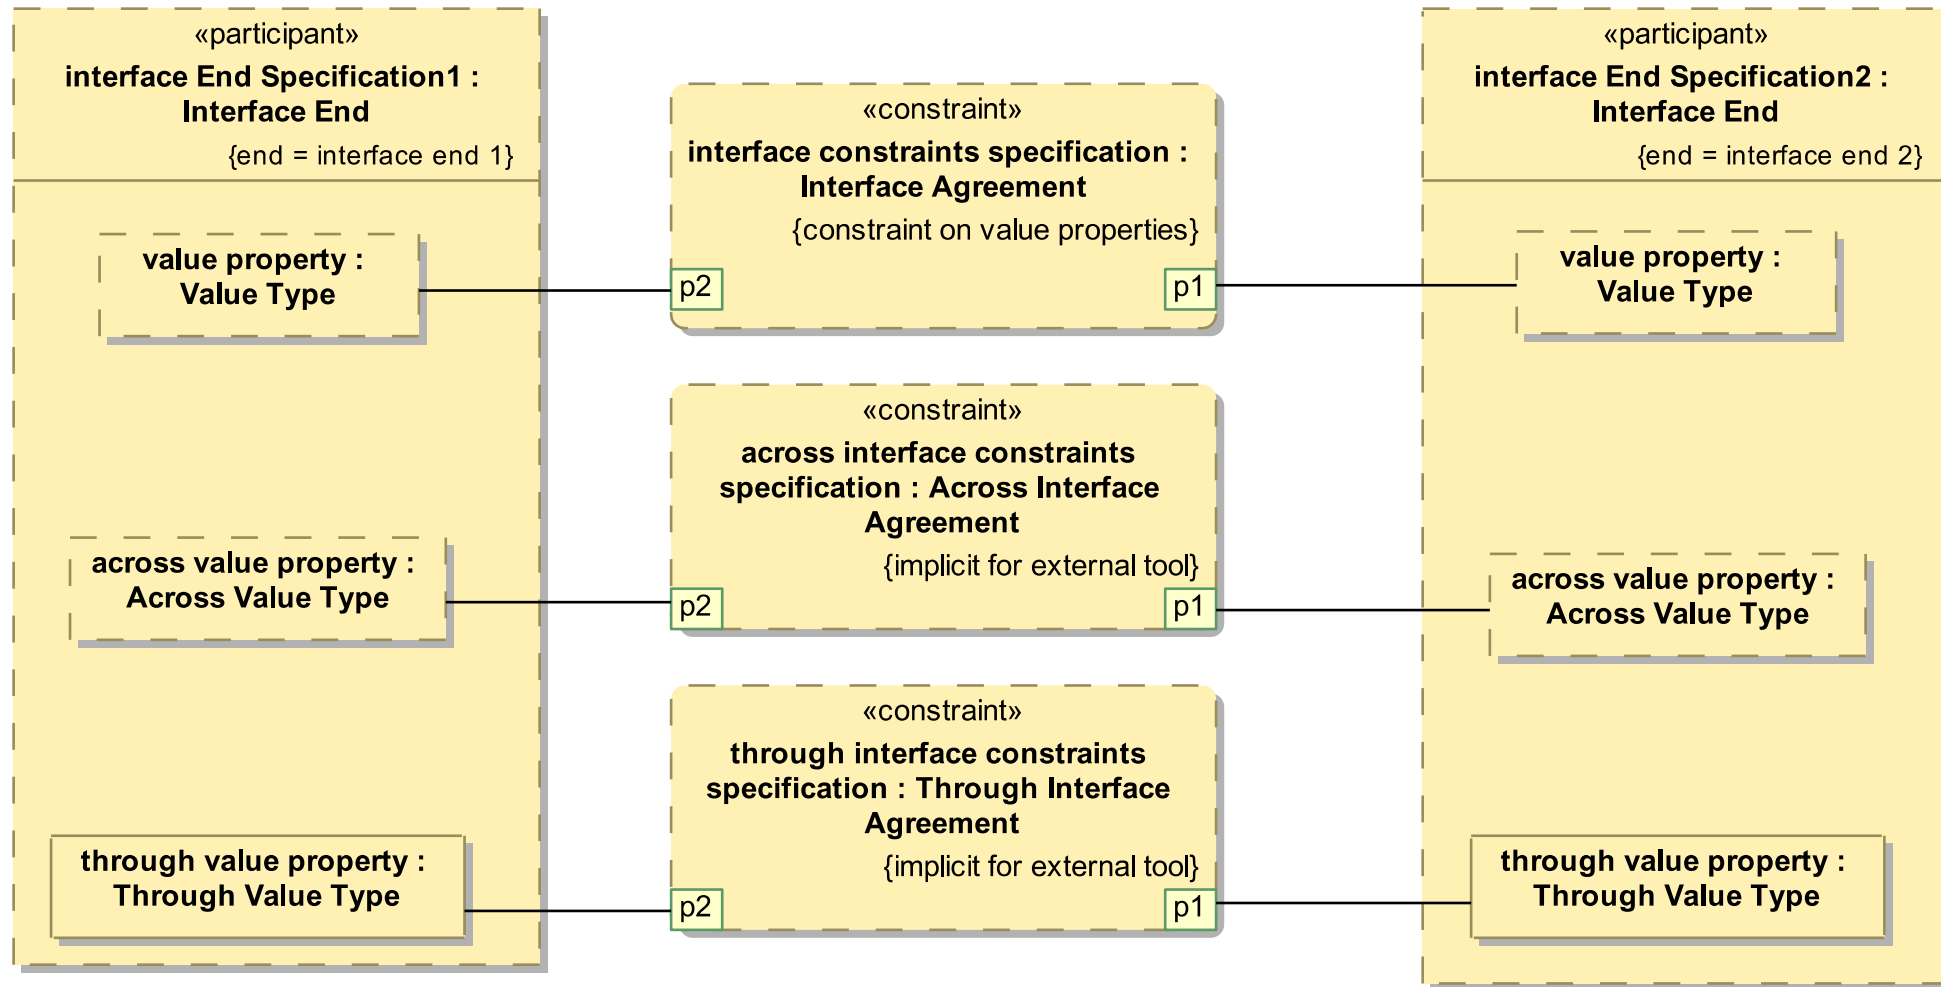 «participant»
interface End Specification1 :
Interface End
{end = interface end 1}
value property :
Value Type
across value property :
Across Value Type
through value property :
Through Value Type
«constraint»
interface constraints specification :
Interface Agreement
{constraint on value properties}
p2
p1
«constraint»
across interface constraints
specification : Across Interface
Agreement
{implicit for external tool}
p2
p1
«constraint»
through interface constraints
specification : Through Interface
Agreement
{implicit for external tool}
p2
p1
«participant»
interface End Specification2 :
Interface End
{end = interface end 2}
value property :
Value Type
across value property :
Across Value Type
through value property :
Through Value Type